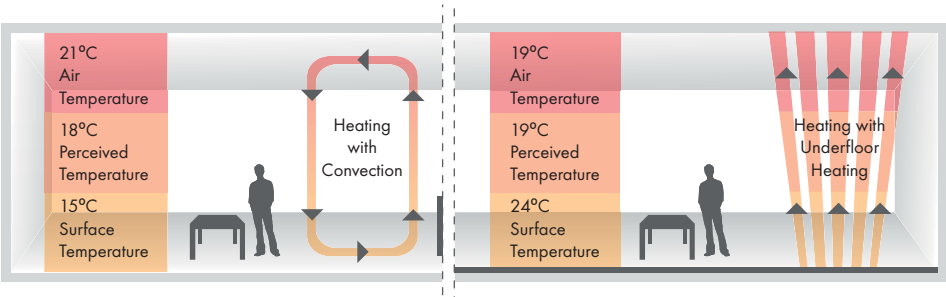 21°C
Air
Temperature
18°C
Perceived
Temperature
15°C
Surface
Temperature
Heating
with
Convection
19°C
Air
Temperature
19°C
Perceived
Temperature
24°C
Surface
Temperature
Heating with
Underfloor
Heating